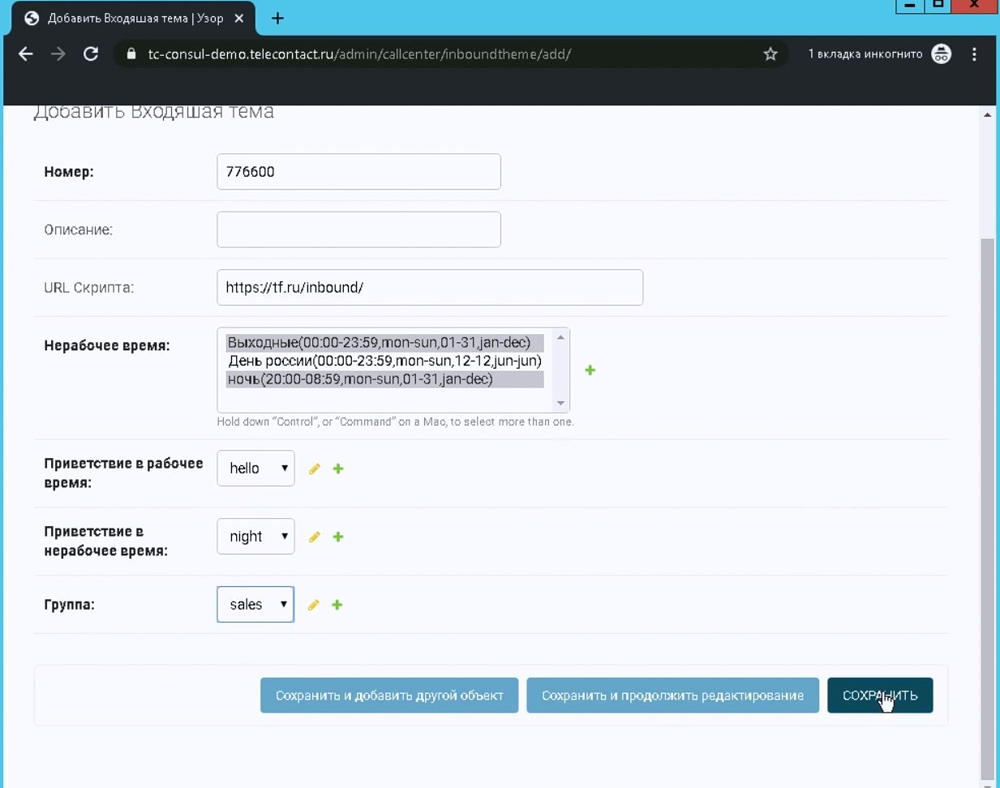 Добавить Входяшая тема | Узор
tc-consul-demo.telecontact.ru/admin/callcenter/inboundtheme/add/
1 вкладка инкогнито
Добавить Входяшая тема
Номер:
776600
Описание:
URL Скрипта:
https://tf.ru/inbound/
Нерабочее время:
Выходные(00:00-23:59,mon-sun,01-31,jan-dec)
День россии(00:00-23:59,mon-sun,12-12,jun-jun)
ночь(20:00-08:59,mon-sun,01-31,jan-dec)
Hold down “Control”, or “Command” on a Mac, to select more than one.
Приветствие в рабочее
время:
hello
Приветствие в
нерабочее время:
night
Группа:
sales
Сохранить и добавить другой объект
Сохранить и продолжить редактирование
СОХРАНИТЬ